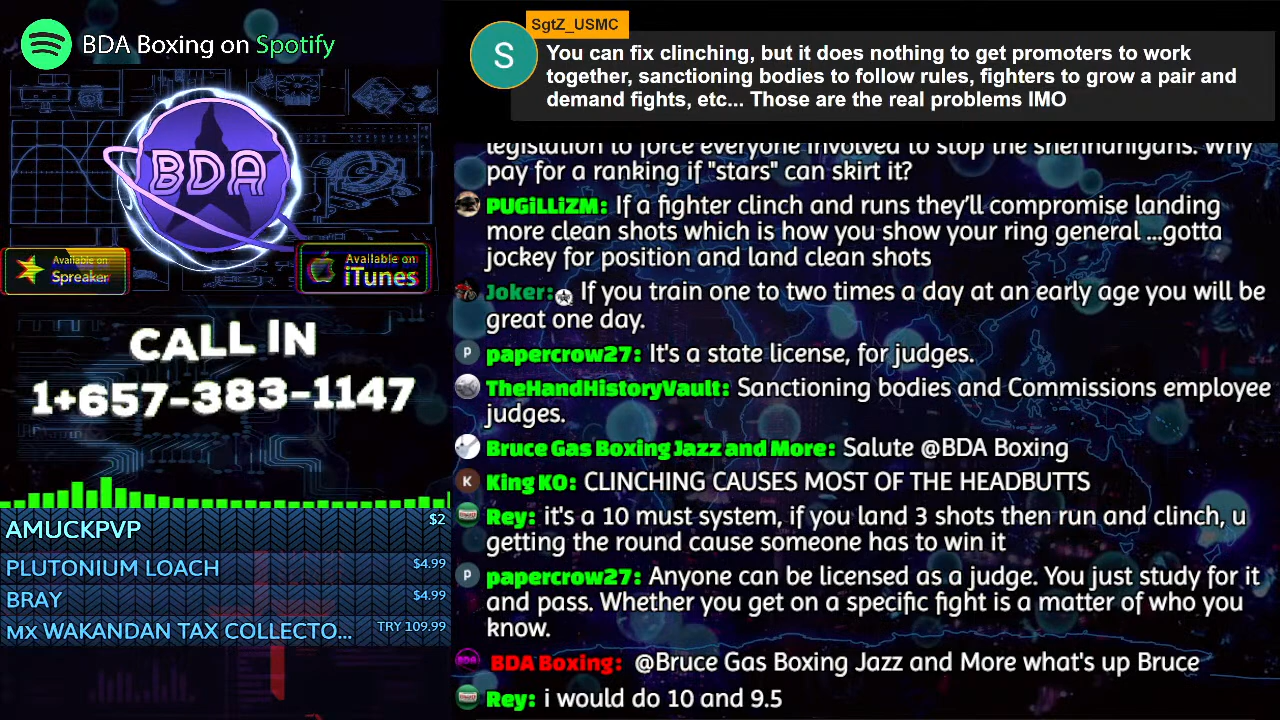 BDA Boxing on Spotify
BDA
Available on
Spreaker
Available on
iTunes
CALL IN
1+657-383-1147
AMUCKPVP $2
PLUTONIUM LOACH $4.99
BRAY $4.99
MX WAKANDAN TAX COLLECTO... TRY 109.99
SgtZ_USMC
S
You can fix clinching, but it does nothing to get promoters to work
together, sanctioning bodies to follow rules, fighters to grow a pair and
demand fights, etc... Those are the real problems IMO
legislation to force everyone involved to stop the shennanigans. Why
pay for a ranking if "stars" can skirt it?
PUGiLLiZM: If a fighter clinch and runs they'll compromise landing
more clean shots which is how you show your ring general ...gotta
jockey for position and land clean shots
Joker: If you train one to two times a day at an early age you will be
great one day.
P papercrow27: It's a state license, for judges.
TheHandHistoryVault: Sanctioning bodies and Commissions employee
judges.
Bruce Gas Boxing Jazz and More: Salute @BDA Boxing
K King KO: CLINCHING CAUSES MOST OF THE HEADBUTTS
Rey: it's a 10 must system, if you land 3 shots then run and clinch, u
getting the round cause someone has to win it
P papercrow27: Anyone can be licensed as a judge. You just study for it
and pass. Whether you get on a specific fight is a matter of who you
know.
BDA Boxing: @Bruce Gas Boxing Jazz and More what's up Bruce
Rey: i would do 10 and 9.5